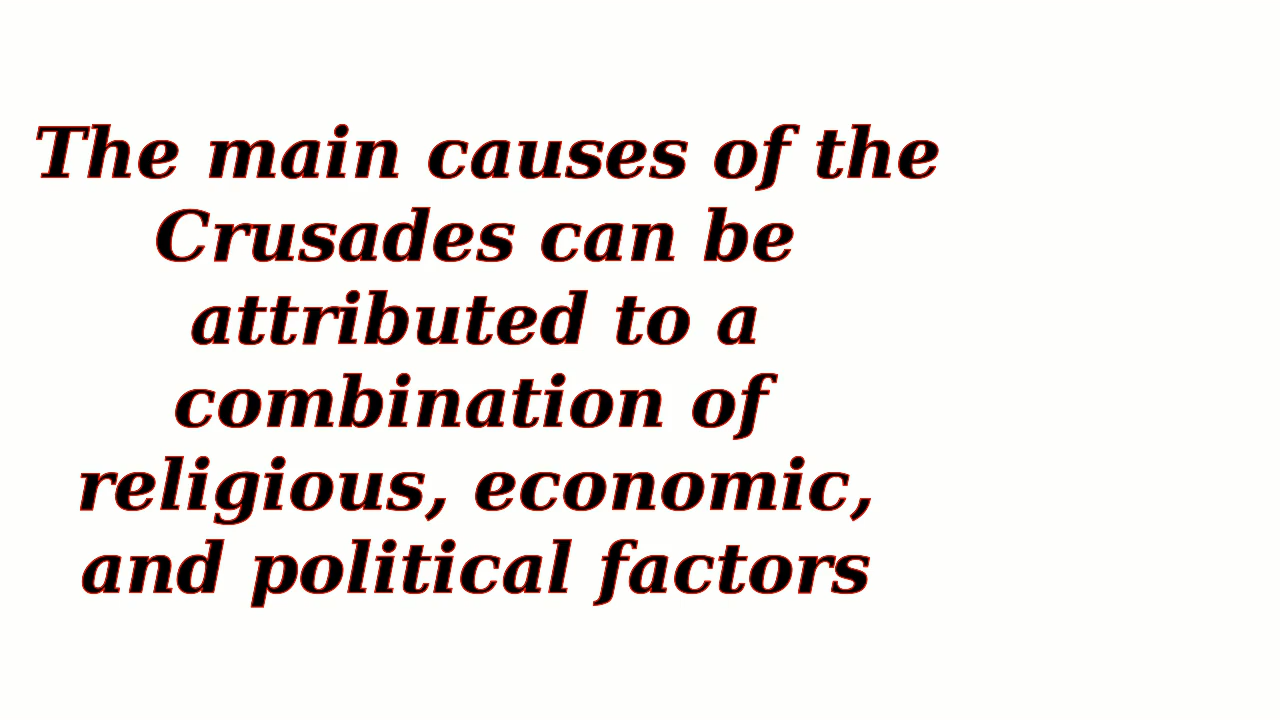 The main causes of the
Crusades can be
attributed to a
combination of
religious, economic,
and political factors